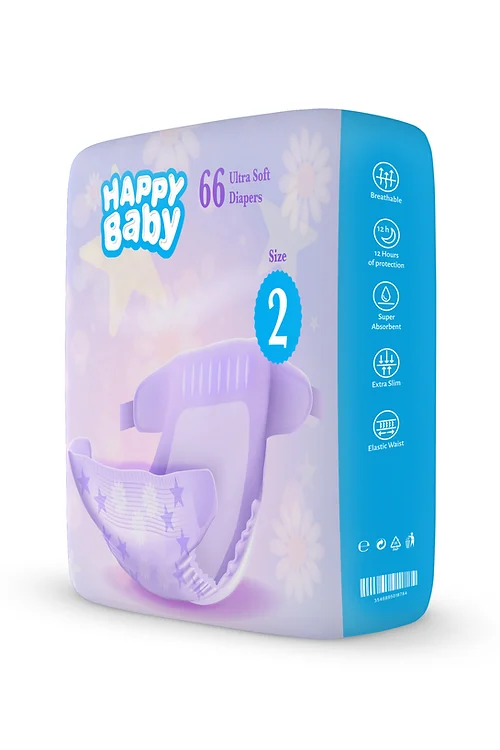 HAPPY
Baby
66 Ultra Soft
Diapers
Size
2
Breathable
12 h
12 Hours
of protection
Super
Absorbent
Extra Slim
Elastic Waist